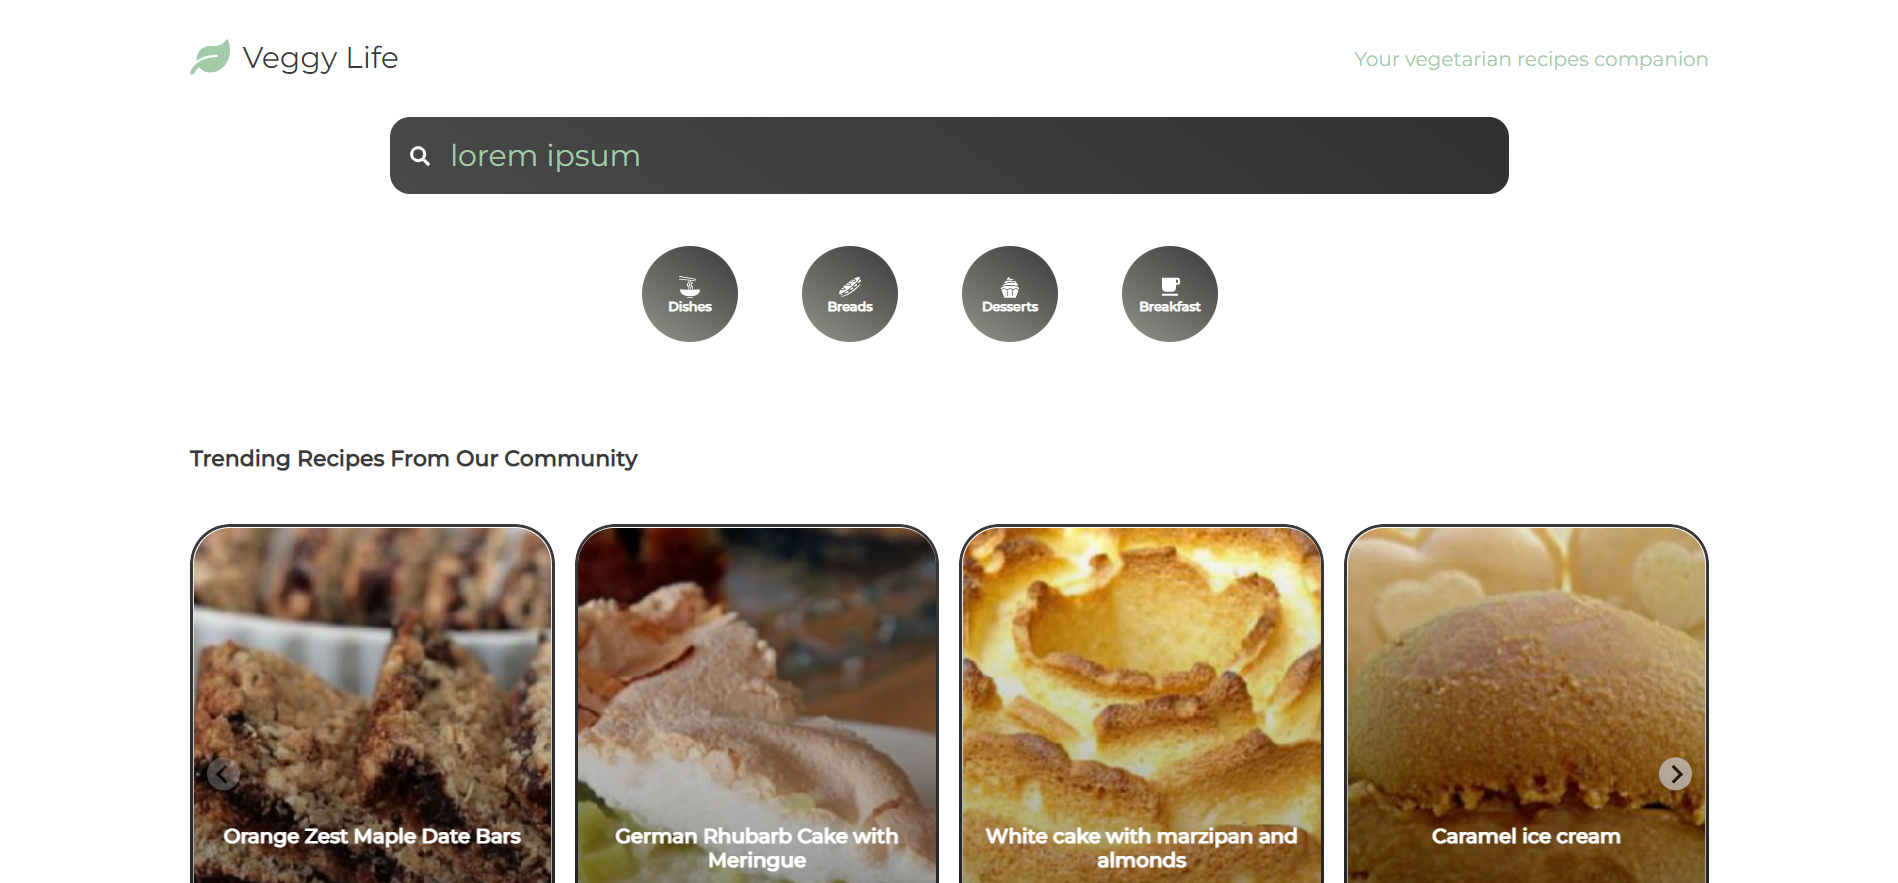 Veggy Life
Your vegetarian recipes companion
lorem ipsum
Dishes
Breads
Desserts
Breakfast
Trending Recipes From Our Community
Orange Zest Maple Date Bars
German Rhubarb Cake with
Meringue
White cake with marzipan and
almonds
Caramel ice cream